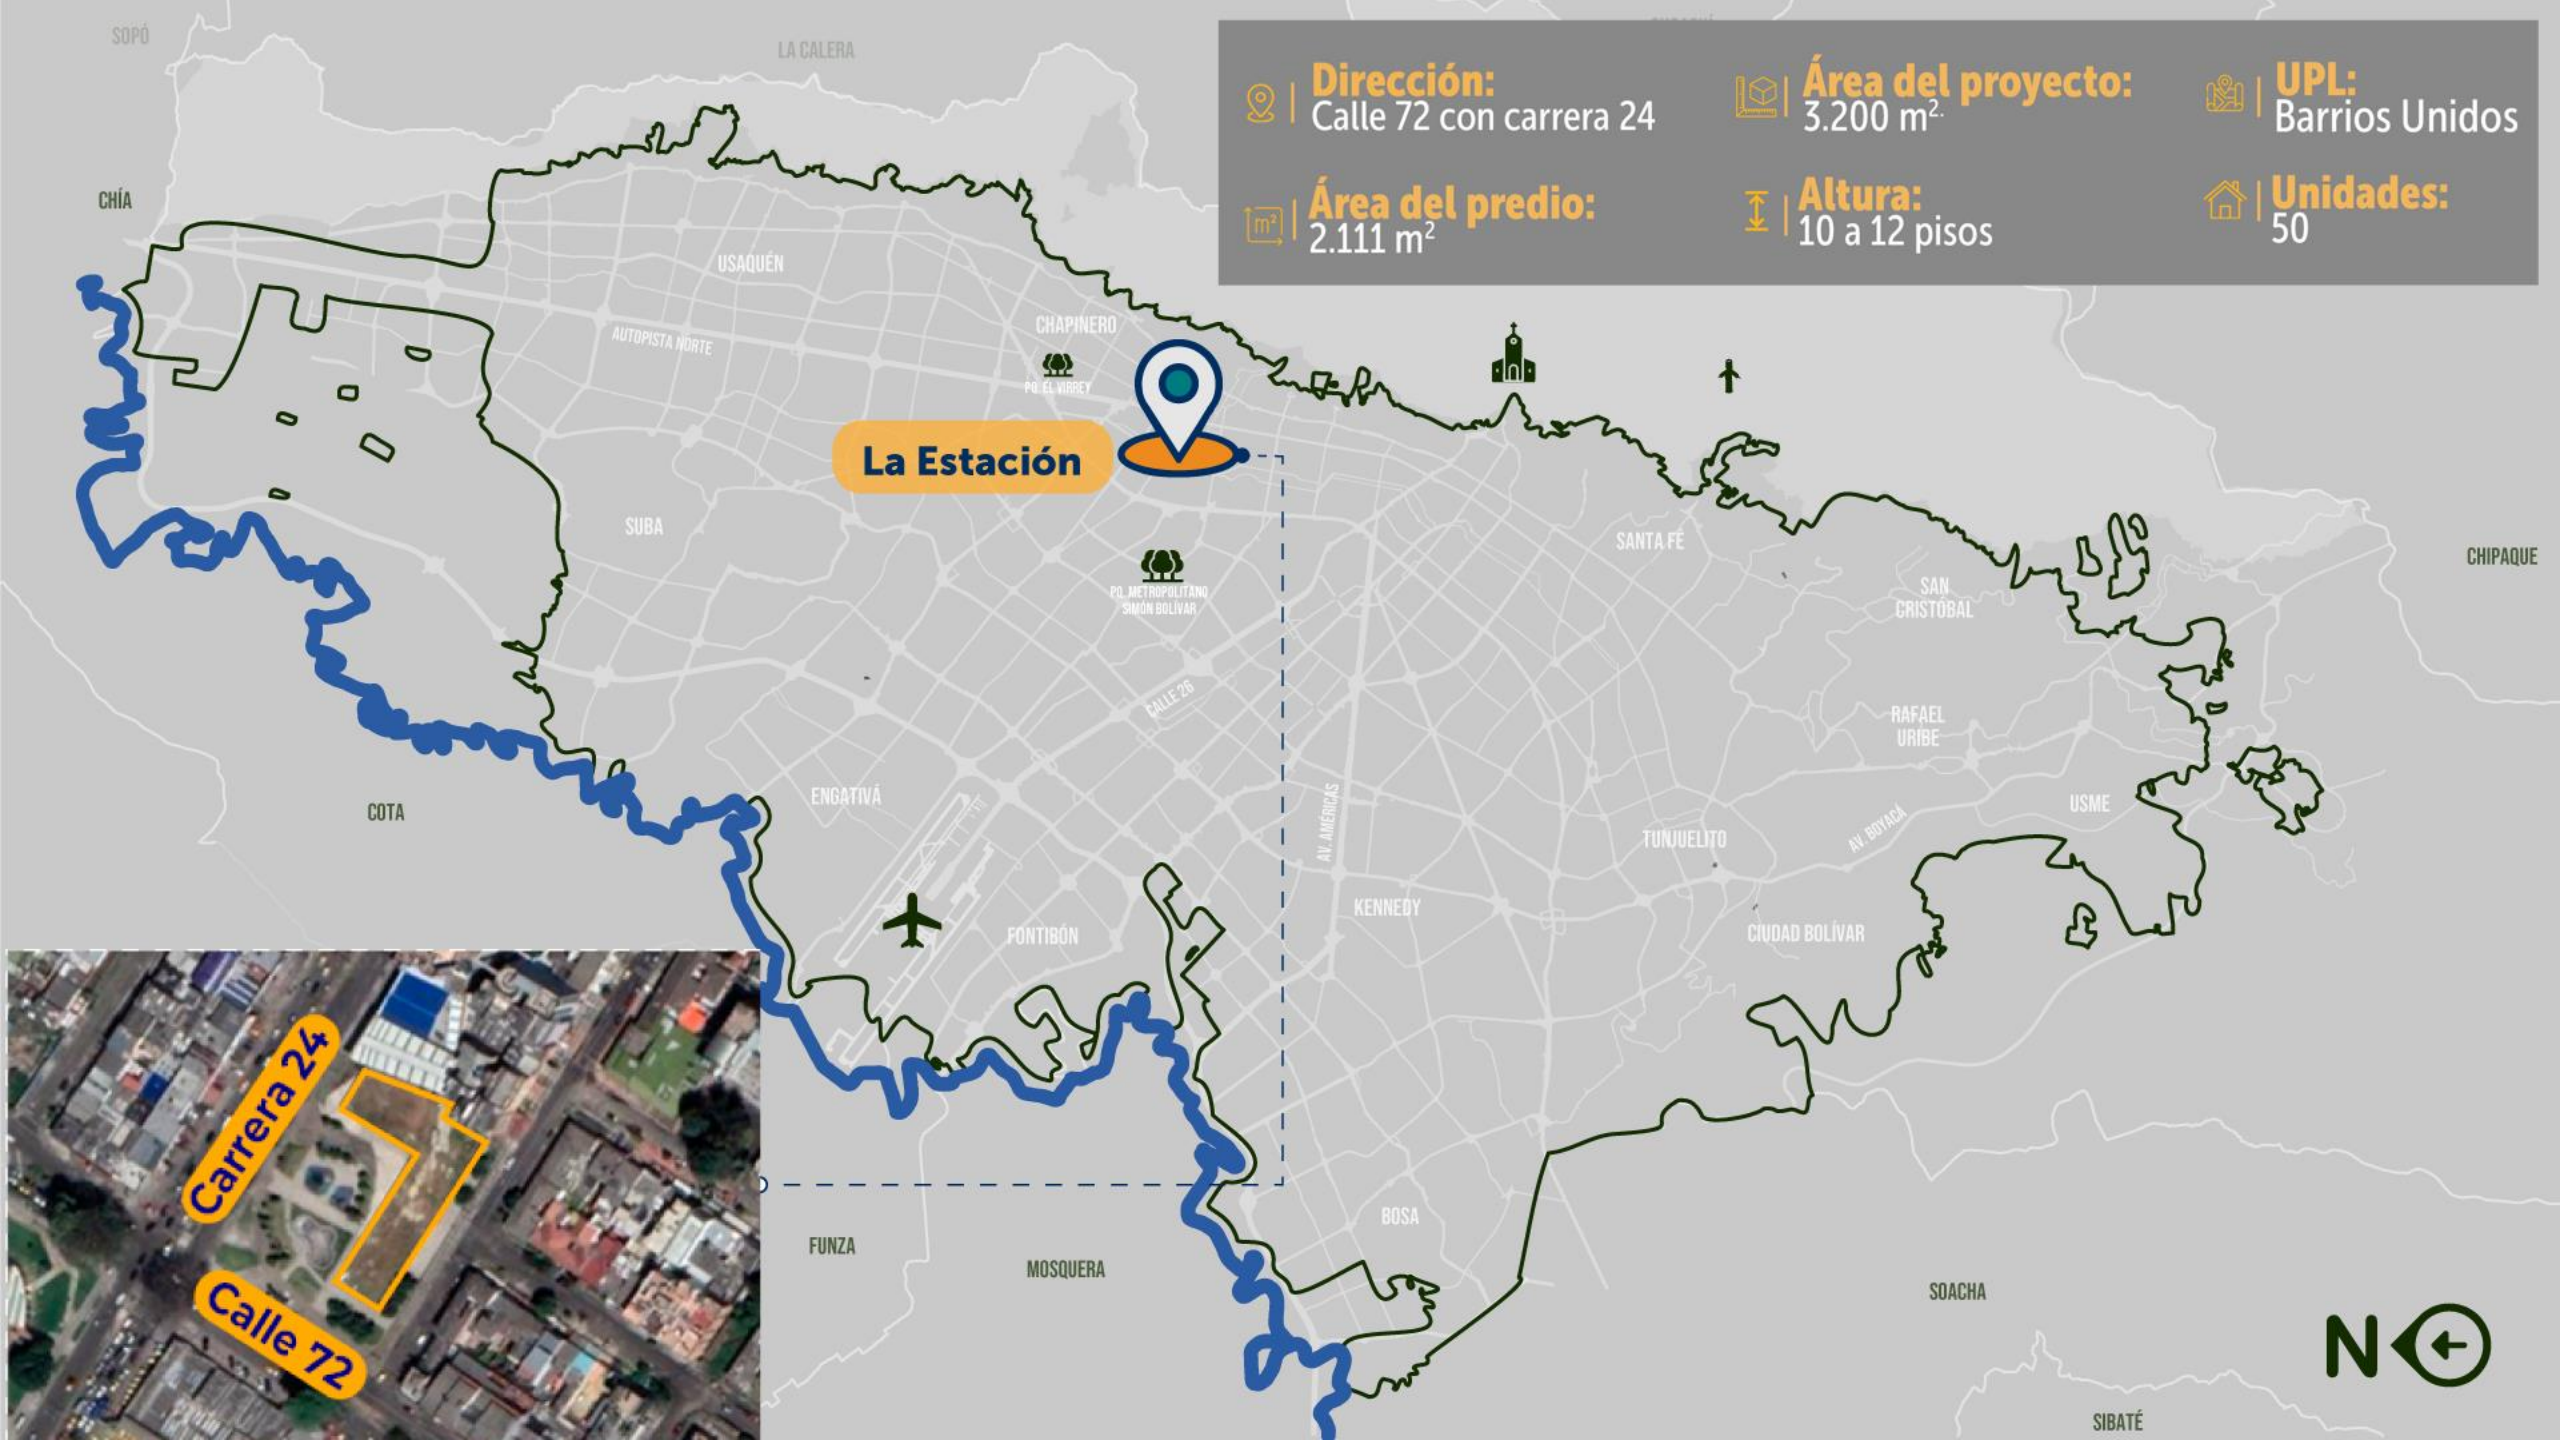 SOPÓ
LA CALERA
Dirección:
Calle 72 con carrera 24
Área del proyecto:
3.200 m².
UPL:
Barrios Unidos
Área del predio:
2.111 m²
Altura:
10 a 12 pisos
Unidades:
50
CHÍA
USAQUÉN
AUTOPISTA NORTE
CHAPINERO
PQ. EL VIRREY
La Estación
SUBA
SANTA FÉ
CHIPAQUE
PQ. METROPOLITANO
SIMÓN BOLÍVAR
SAN
CRISTÓBAL
CALLE 26
RAFAEL
URIBE
ENGATIVÁ
COTA
AV. AMÉRICAS
TUNJUELITO
AV. BOYACÁ
USME
KENNEDY
FONTIBÓN
CIUDAD BOLÍVAR
Carrera 24
Calle 72
BOSA
FUNZA
MOSQUERA
SOACHA
N
SIBATÉ